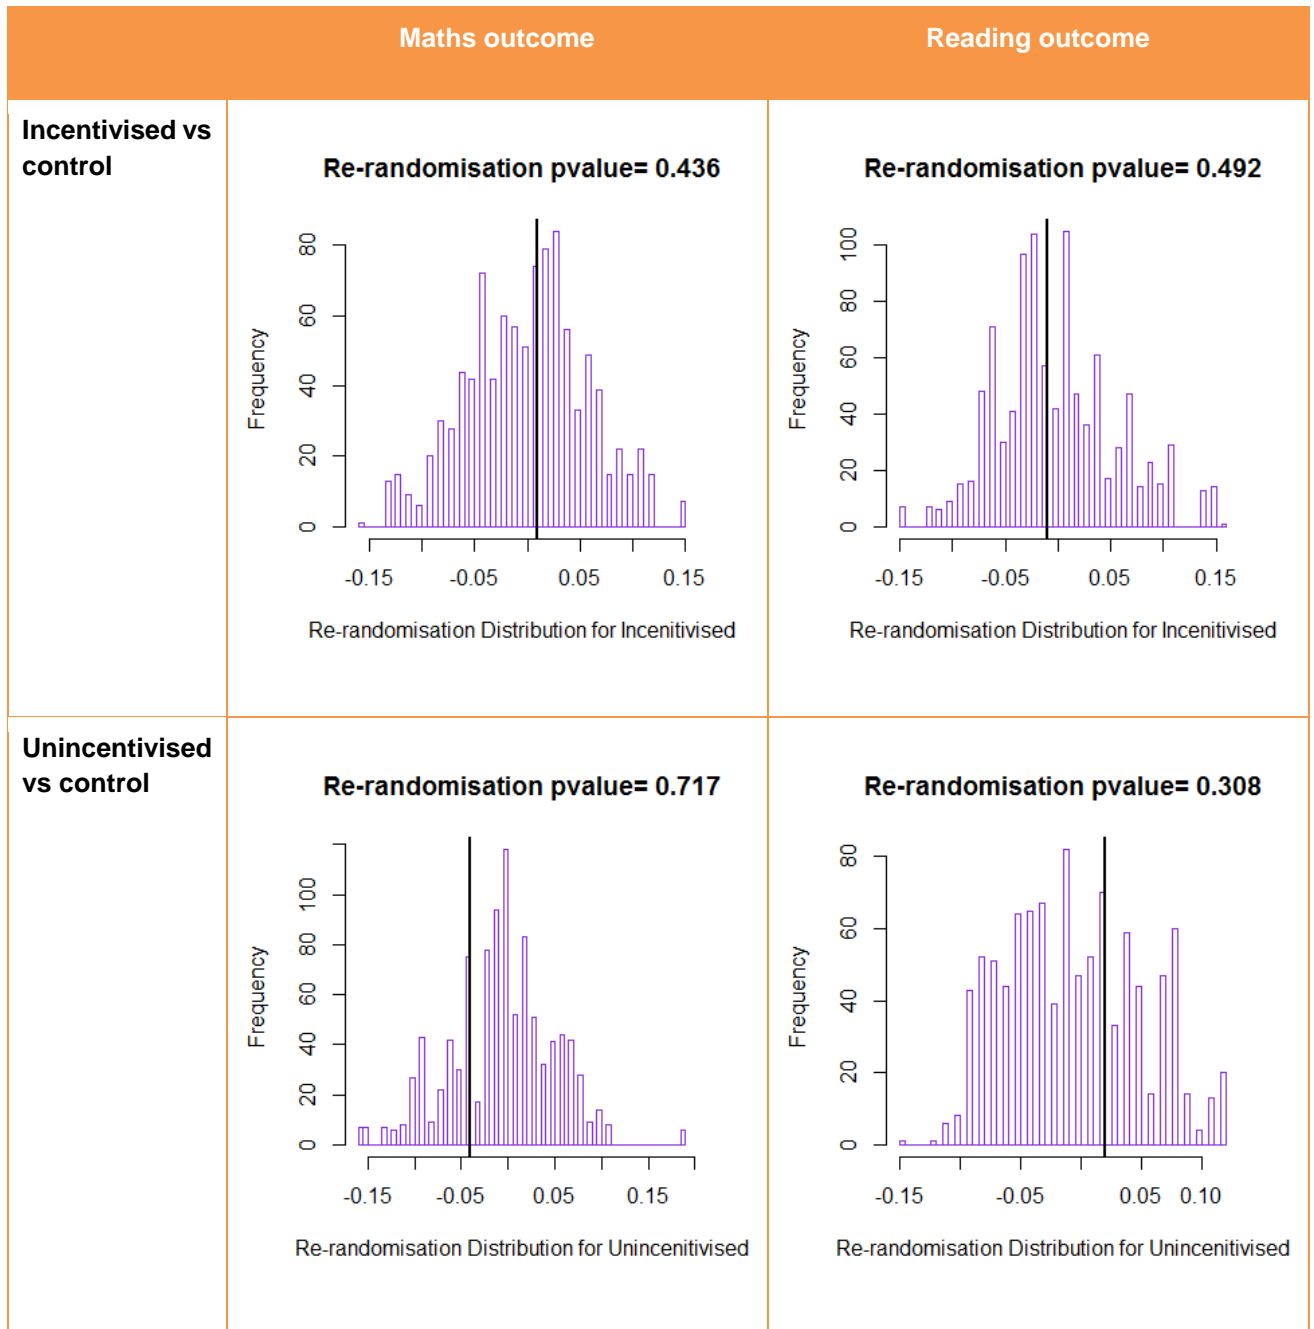 Maths outcome
Reading outcome
Incentivised vs
control
Re-randomisation pvalue= 0.436
Frequency
0
20
40
60
80
-0.15
-0.05
0.05
0.15
Re-randomisation Distribution for Incenitivised
Re-randomisation pvalue= 0.492
Frequency
0
20
40
60
80
100
-0.15
-0.05
0.05
0.15
Re-randomisation Distribution for Incenitivised
Unincentivised
vs control
Re-randomisation pvalue= 0.717
Frequency
0
20
40
60
80
100
-0.15
-0.05
0.05
0.15
Re-randomisation Distribution for Unincenitivised
Re-randomisation pvalue= 0.308
Frequency
0
20
40
60
80
-0.15
-0.05
0.05
0.10
Re-randomisation Distribution for Unincenitivised